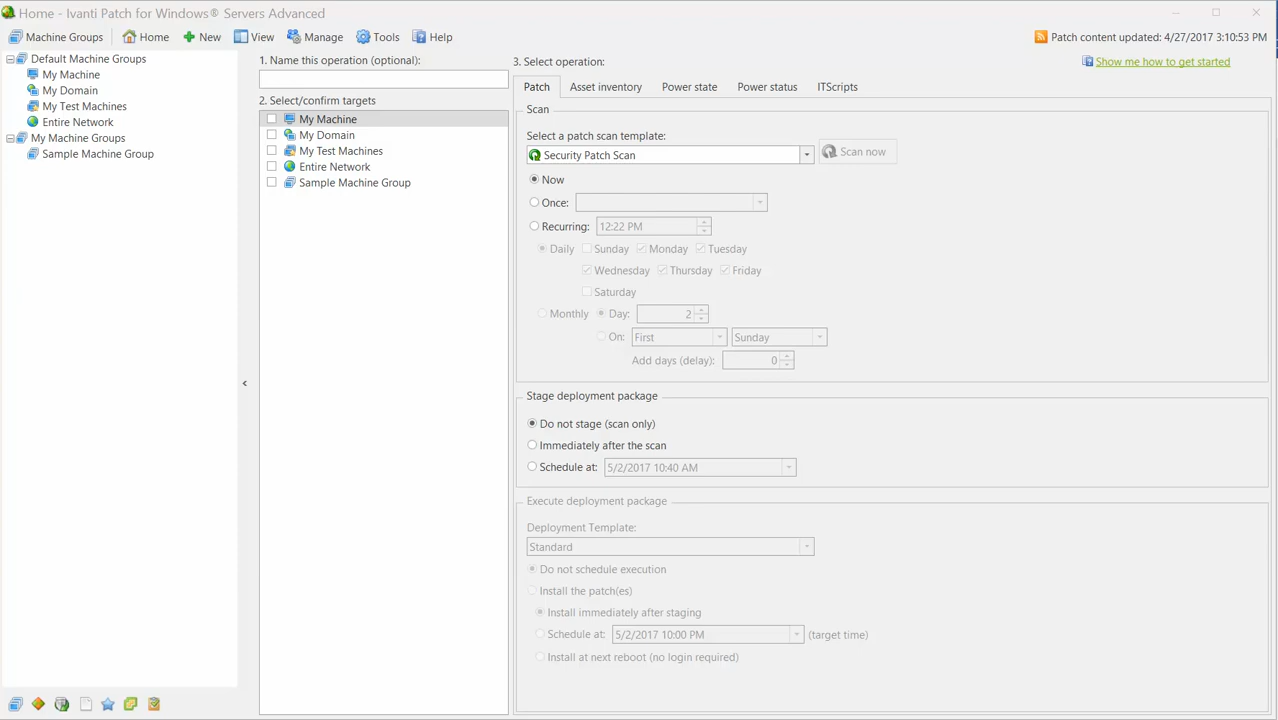 Home - Ivanti Patch for Windows® Servers Advanced
Machine Groups Home New View Manage Tools Help
Patch content updated: 4/27/2017 3:10:53 PM
Show me how to get started
Default Machine Groups
My Machine
My Domain
My Test Machines
Entire Network
My Machine Groups
Sample Machine Group
1. Name this operation (optional):
2. Select/confirm targets
My Machine
My Domain
My Test Machines
Entire Network
Sample Machine Group
3. Select operation:
Patch Asset inventory Power state Power status ITScripts
Scan
Select a patch scan template:
Security Patch Scan Scan now
Now
Once:
Recurring: 12:22 PM
Daily Sunday Monday Tuesday
Wednesday Thursday Friday
Saturday
Monthly Day: 2
On: First Sunday
Add days (delay): 0
Stage deployment package
Do not stage (scan only)
Immediately after the scan
Schedule at: 5/2/2017 10:40 AM
Execute deployment package
Deployment Template:
Standard
Do not schedule execution
Install the patch(es)
Install immediately after staging
Schedule at: 5/2/2017 10:00 PM (target time)
Install at next reboot (no login required)